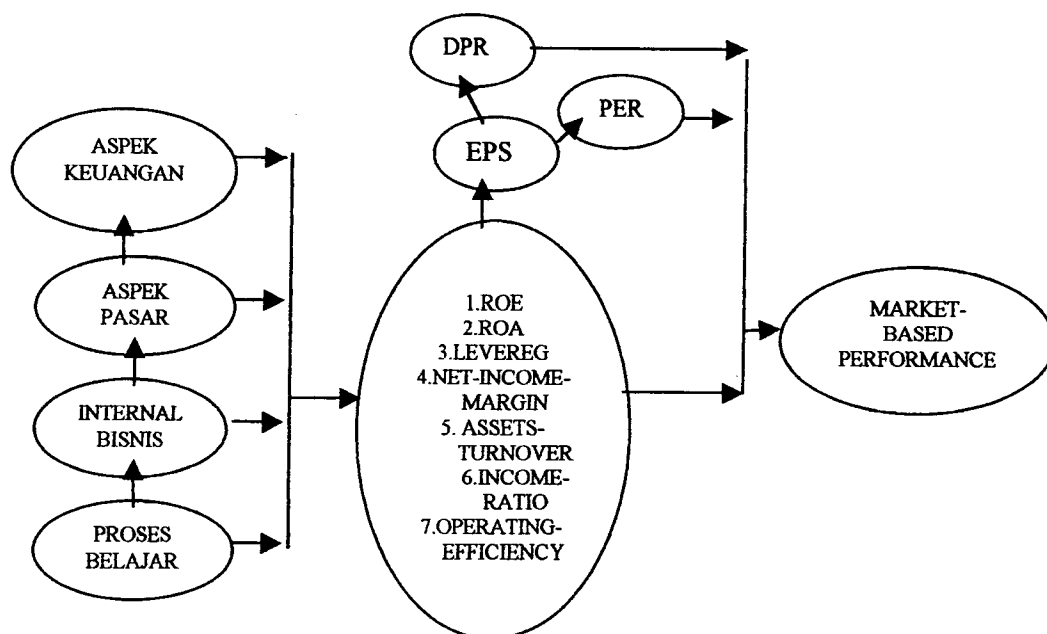 DPR
PER
EPS
ASPEK
KEUANGAN
ASPEK
PASAR
INTERNAL
BISNIS
PROSES
BELAJAR
1.ROE
2.ROA
3.LEVEREG
4.NET-INCOME-
MARGIN
5. ASSETS-
TURNOVER
6.INCOME-
RATIO
7.OPERATING-
EFFICIENCY
MARKET-
BASED
PERFORMANCE